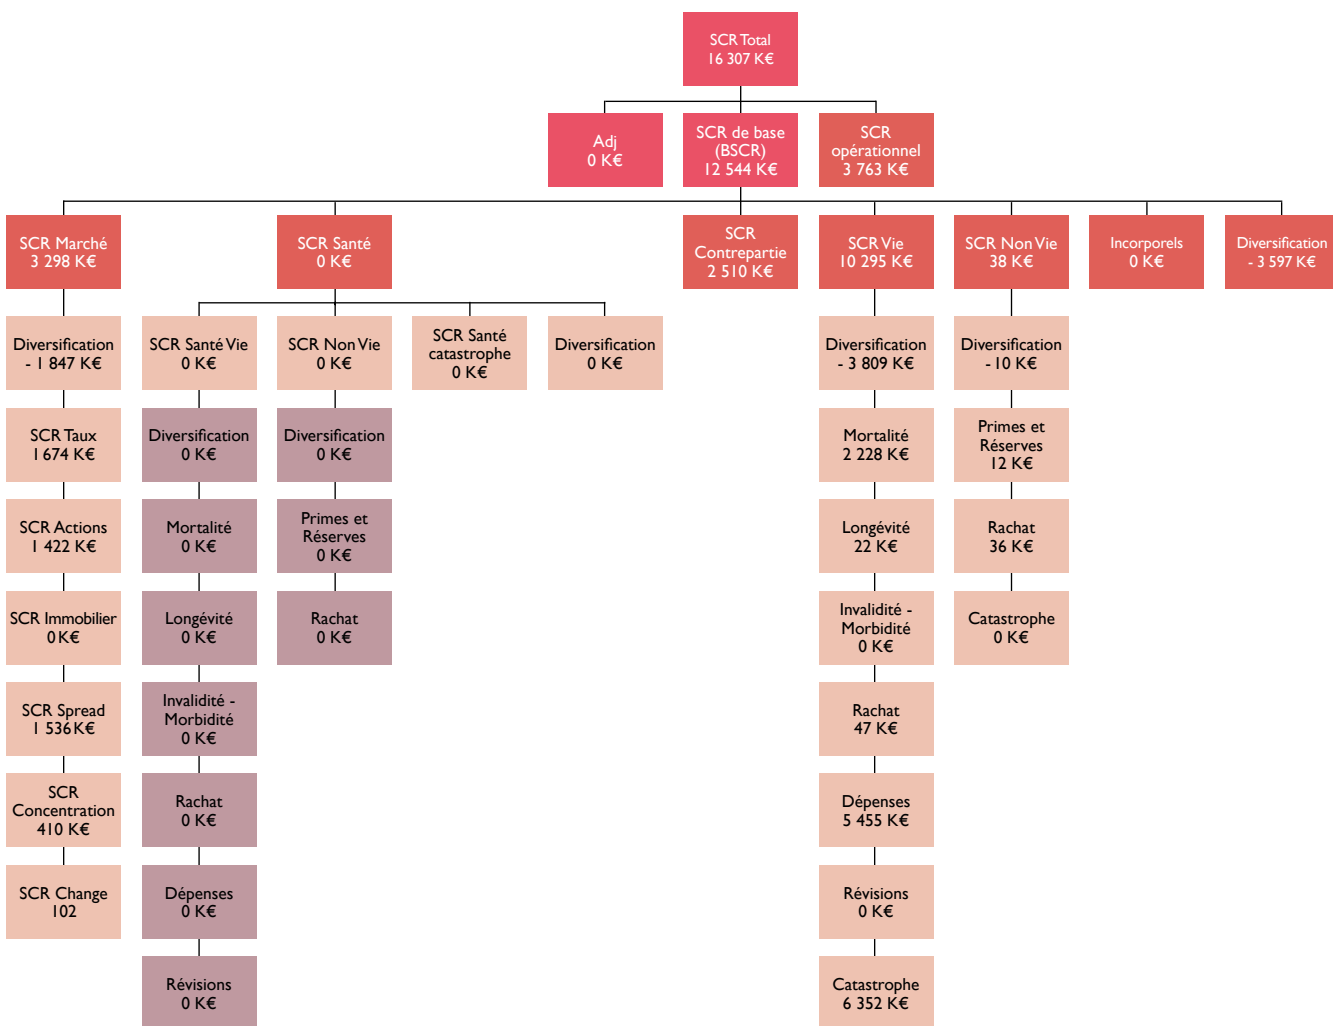 SCR Total
16 307 K€
Adj
0 K€
SCR de base
(BSCR)
12 544 K€
SCR
opérationnel
3 763 K€
SCR Marché
3 298 K€
SCR Santé
0 K€
SCR
Contrepartie
2 510 K€
SCR Vie
10 295 K€
SCR Non Vie
38 K€
Incorporels
0 K€
Diversification
- 3 597 K€
Diversification
- 1 847 K€
SCR Santé Vie
0 K€
SCR Non Vie
0 K€
SCR Santé
catastrophe
0 K€
Diversification
0 K€
Diversification
- 3 809 K€
Diversification
- 10 K€
SCR Taux
1 674 K€
Diversification
0 K€
Diversification
0 K€
Mortalité
2 228 K€
Primes et
Réserves
12 K€
SCR Actions
1 422 K€
Mortalité
0 K€
Primes et
Réserves
0 K€
Longévité
22 K€
Rachat
36 K€
SCR Immobilier
0 K€
Longévité
0 K€
Rachat
0 K€
Invalidité -
Morbidité
0 K€
Catastrophe
0 K€
SCR Spread
1 536 K€
Invalidité -
Morbidité
0 K€
Rachat
47 K€
SCR
Concentration
410 K€
Rachat
0 K€
Dépenses
5 455 K€
SCR Change
102
Dépenses
0 K€
Révisions
0 K€
Révisions
0 K€
Catastrophe
6 352 K€